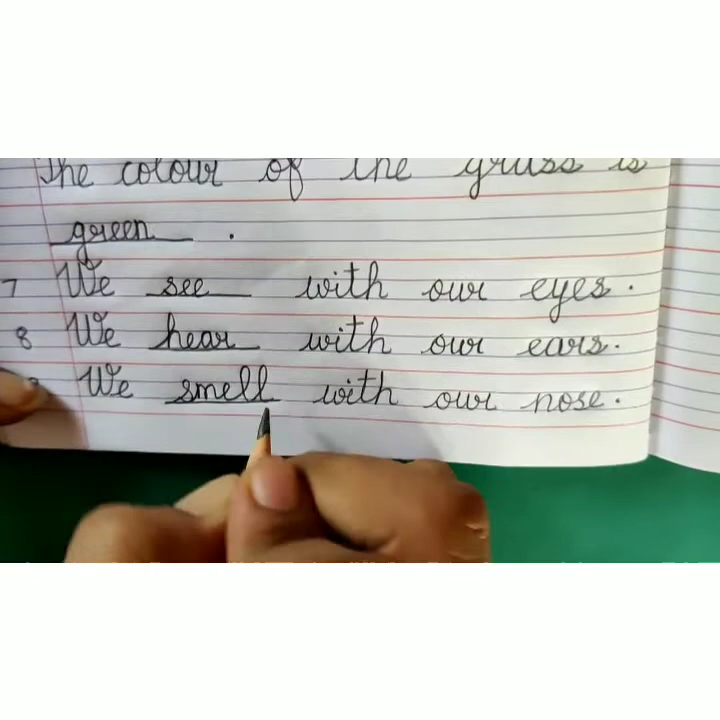 The colour of the grass is
green .
7 We see with our eyes.
8 We hear with our ears.
We smell with our nose.